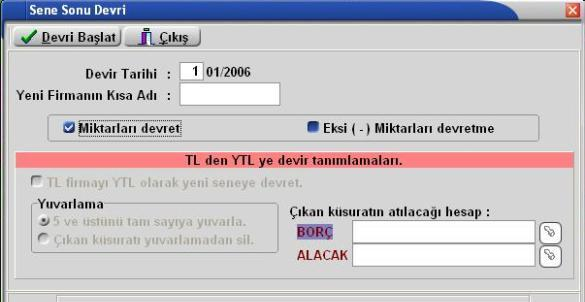 Sene Sonu Devri
Devri Başlat Çıkış
Devir Tarihi : 1 01/2006
Yeni Firmanın Kısa Adı :
Miktarları devret Eksi ( - ) Miktarları devretme
TL den YTL ye devir tanımlamaları.
TL firmayı YTL olarak yeni seneye devret.
Yuvarlama
5 ve üstünü tam sayıya yuvarla.
Çıkan küsuratı yuvarlamadan sil.
Çıkan küsuratın atılacağı hesap :
BORÇ
ALACAK